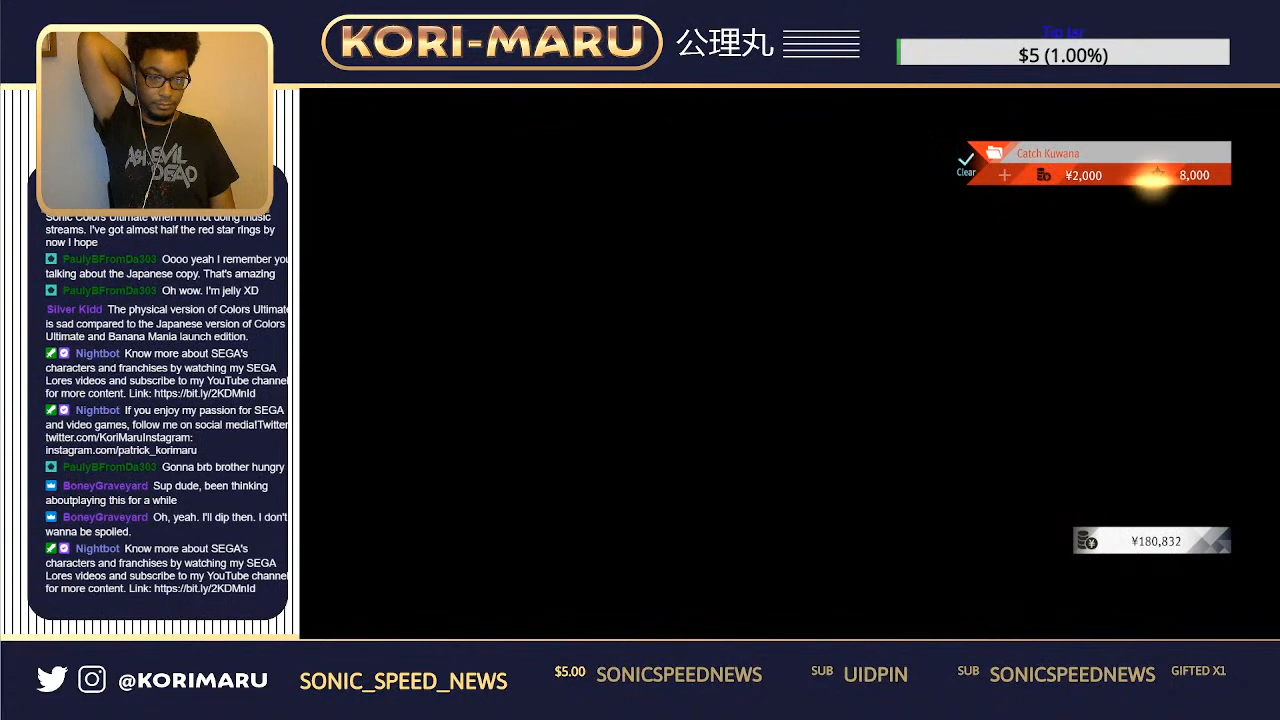 KORI-MARU 公理丸
Tip Jar
$5 (1.00%)
ASH EVIL
DEAD
Catch Kuwana
Clear
¥2,000
8,000
Sonic Colors Ultimate when I'm not doing music
streams. I've got almost half the red star rings by
now I hope
PaulyBFromDa303 Oooo yeah I remember you
talking about the Japanese copy. That's amazing
PaulyBFromDa303 Oh wow. I'm jelly XD
Silver Kidd The physical version of Colors Ultimate
is sad compared to the Japanese version of Colors
Ultimate and Banana Mania launch edition.
Nightbot Know more about SEGA's
characters and franchises by watching my SEGA
Lores videos and subscribe to my YouTube channel
for more content. Link: https://bit.ly/2KDMnId
Nightbot If you enjoy my passion for SEGA
and video games, follow me on social media!Twitter:
twitter.com/KoriMaruInstagram:
instagram.com/patrick_korimaru
PaulyBFromDa303 Gonna brb brother hungry
BoneyGraveyard Sup dude, been thinking
aboutplaying this for a while
BoneyGraveyard Oh, yeah. I'll dip then. I don't
wanna be spoiled.
Nightbot Know more about SEGA's
characters and franchises by watching my SEGA
Lores videos and subscribe to my YouTube channel
for more content. Link: https://bit.ly/2KDMnId
¥180,832
@KORIMARU
SONIC_SPEED_NEWS
$5.00 SONICSPEEDNEWS
SUB UIDPIN
SUB SONICSPEEDNEWS GIFTED X1